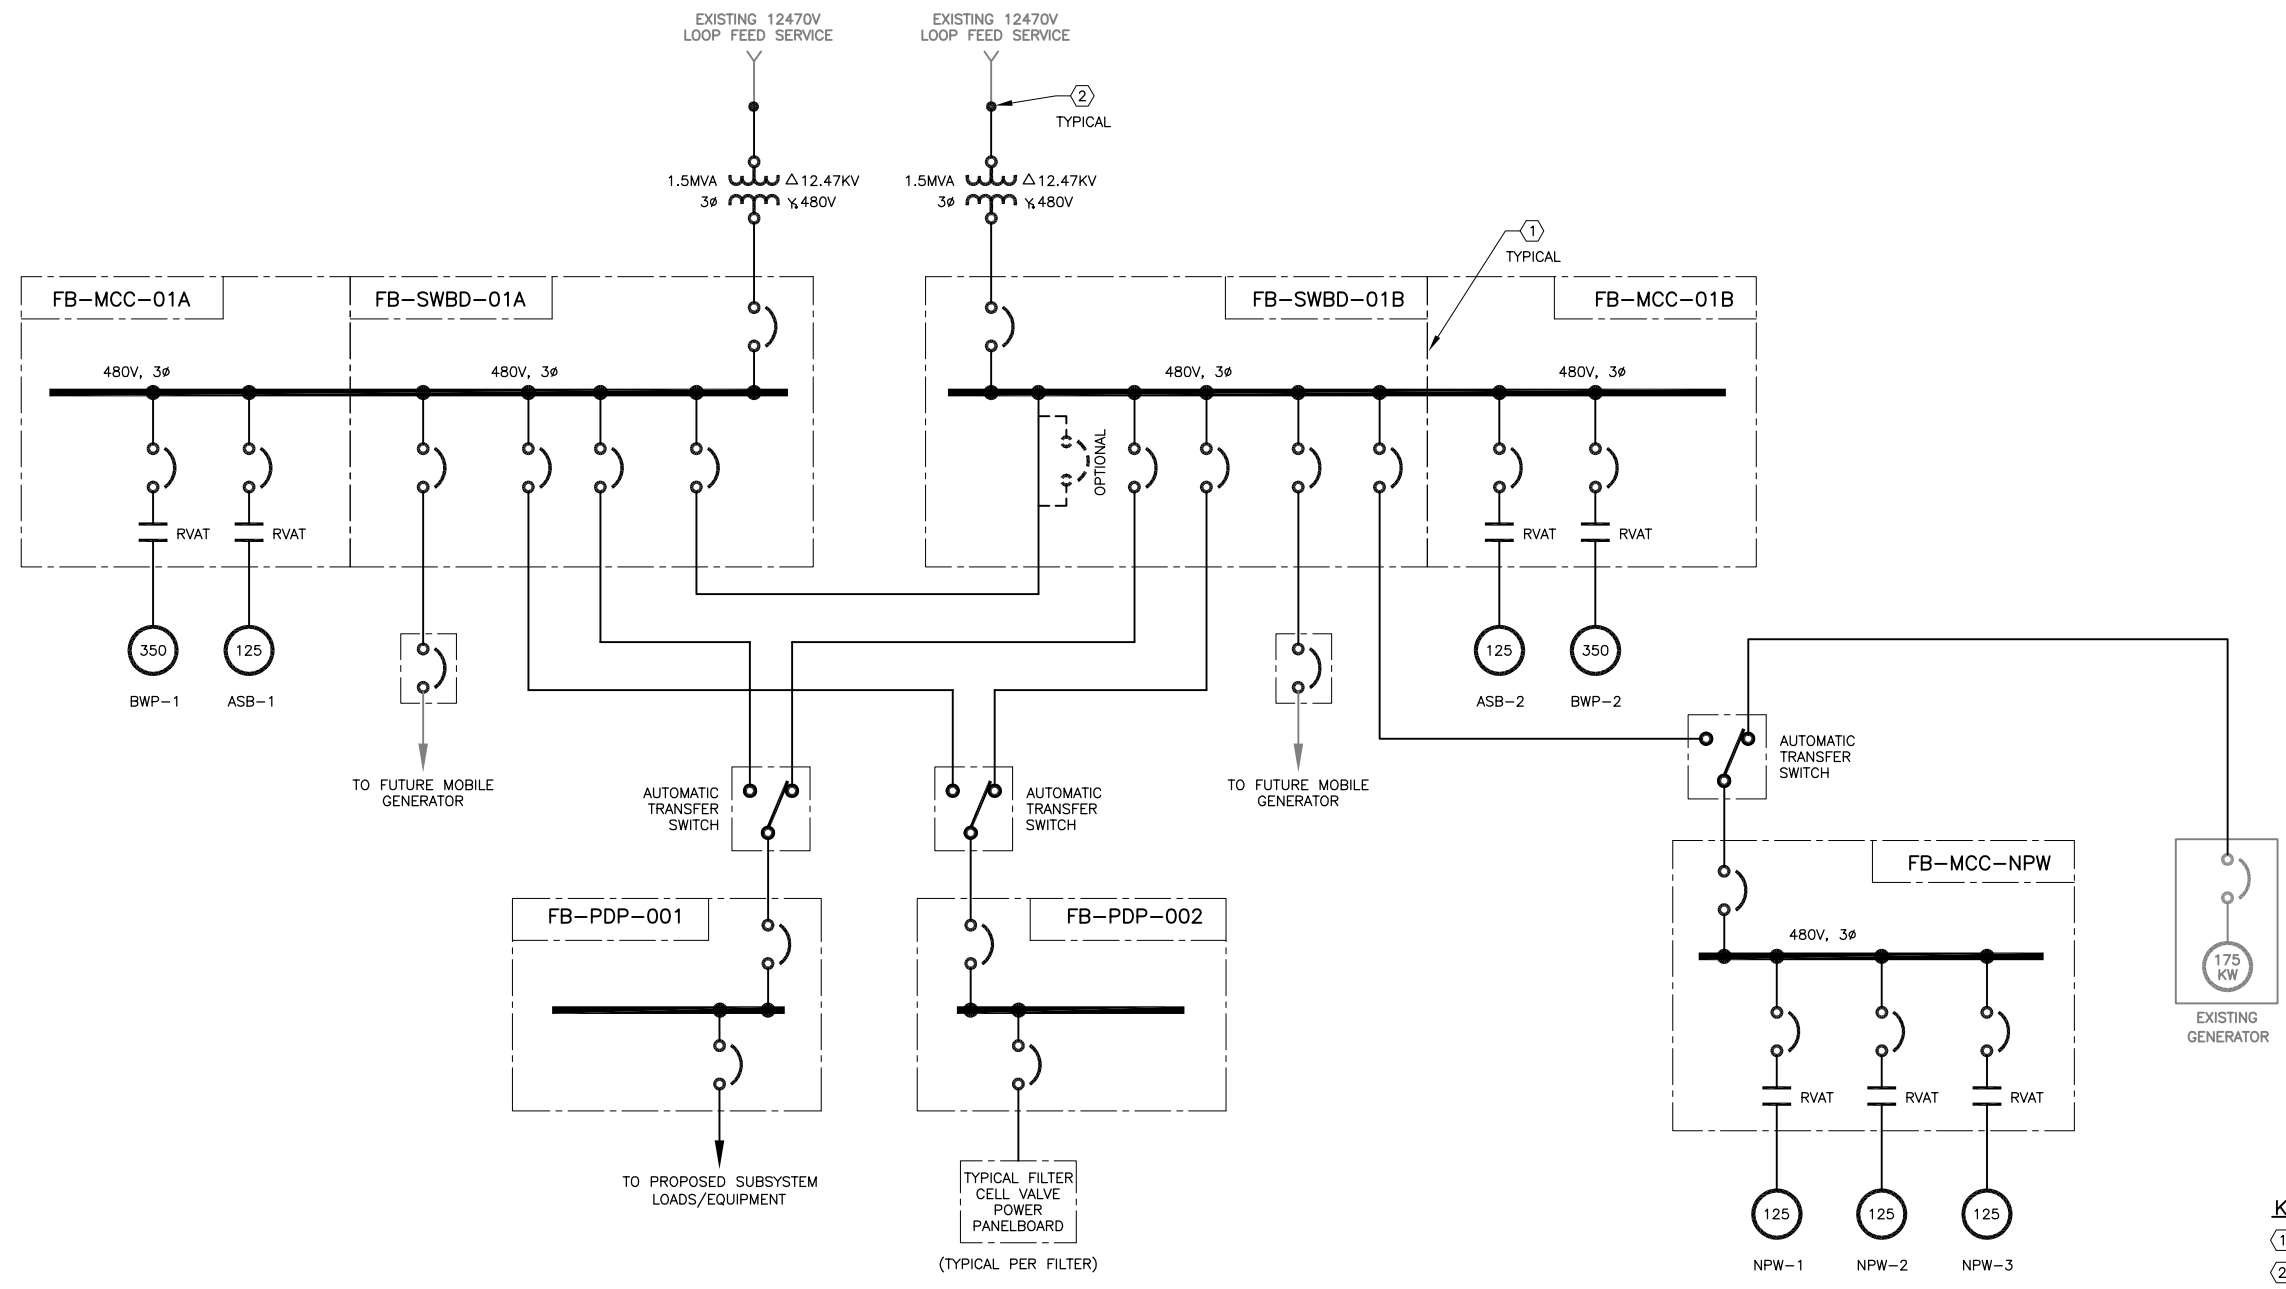 EXISTING 12470V
LOOP FEED SERVICE
EXISTING 12470V
LOOP FEED SERVICE
2
TYPICAL
1.5MVA
△12.47KV
3ø
480V
1.5MVA
△12.47KV
3ø
480V
1
TYPICAL
FB-MCC-01A
FB-SWBD-01A
FB-SWBD-01B
FB-MCC-01B
480V, 3ø
480V, 3ø
480V, 3ø
480V, 3ø
OPTIONAL
RVAT
RVAT
RVAT
RVAT
350
125
125
350
BWP-1
ASB-1
ASB-2
BWP-2
TO FUTURE MOBILE
GENERATOR
TO FUTURE MOBILE
GENERATOR
AUTOMATIC
TRANSFER
SWITCH
AUTOMATIC
TRANSFER
SWITCH
AUTOMATIC
TRANSFER
SWITCH
FB-PDP-001
FB-PDP-002
FB-MCC-NPW
480V, 3ø
175
KW
EXISTING
GENERATOR
RVAT
RVAT
RVAT
TO PROPOSED SUBSYSTEM
LOADS/EQUIPMENT
TYPICAL FILTER
CELL VALVE
POWER
PANELBOARD
(TYPICAL PER FILTER)
125
125
125
NPW-1
NPW-2
NPW-3
K
1
2